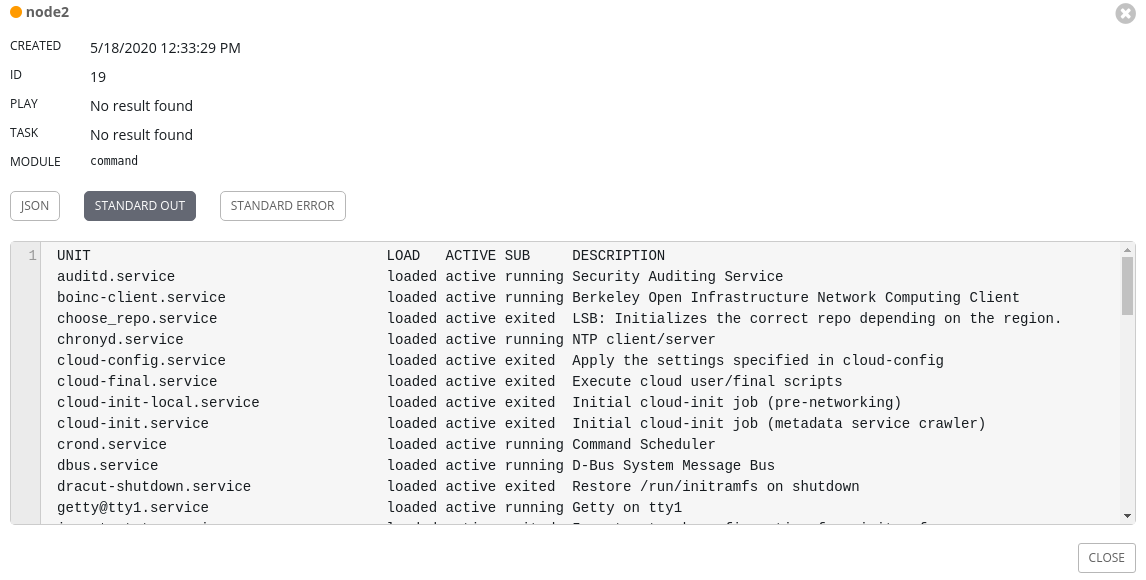 node2
CREATED 5/18/2020 12:33:29 PM
ID 19
PLAY No result found
TASK No result found
MODULE command
JSON STANDARD OUT STANDARD ERROR
1 UNIT LOAD ACTIVE SUB DESCRIPTION
auditd.service loaded active running Security Auditing Service
boinc-client.service loaded active running Berkeley Open Infrastructure Network Computing Client
choose_repo.service loaded active exited LSB: Initializes the correct repo depending on the region.
chronyd.service loaded active running NTP client/server
cloud-config.service loaded active exited Apply the settings specified in cloud-config
cloud-final.service loaded active exited Execute cloud user/final scripts
cloud-init-local.service loaded active exited Initial cloud-init job (pre-networking)
cloud-init.service loaded active exited Initial cloud-init job (metadata service crawler)
crond.service loaded active running Command Scheduler
dbus.service loaded active running D-Bus System Message Bus
dracut-shutdown.service loaded active exited Restore /run/initramfs on shutdown
getty@tty1.service loaded active running Getty on tty1
CLOSE